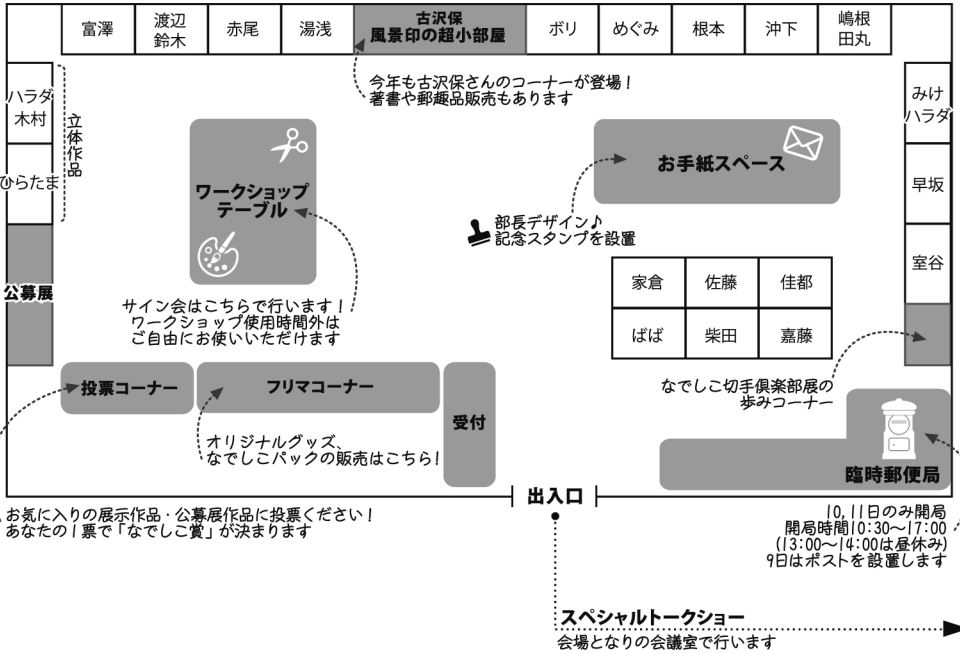 富澤
渡辺
鈴木
赤尾
湯浅
古沢保
風景印の超小部屋
ボリ
めぐみ
根本
沖下
嶋根
田丸
今年も古沢保さんのコーナーが登場！
著書や郵趣品販売もあります
ハラダ
木村
ひらたま
立体作品
公募展
ワークショップ
テーブル
サイン会はこちらで行います！
ワークショップ使用時間外は
ご自由にお使いいただけます
お手紙スペース
部長デザイン♪
記念スタンプを設置
みけ
ハラダ
早坂
室谷
家倉
佐藤
佳都
ばば
柴田
嘉藤
なでしこ切手倶楽部展の
歩みコーナー
投票コーナー
フリマコーナー
受付
オリジナルグッズ、
なでしこパックの販売はこちら！
臨時郵便局
出入口
お気に入りの展示作品・公募展作品に投票ください！
あなたの1票で「なでしこ賞」が決まります
10,11日のみ開局
開局時間10:30〜17:00
(13:00〜14:00は昼休み)
9日はポストを設置します
スペシャルトークショー
会場となりの会議室で行います